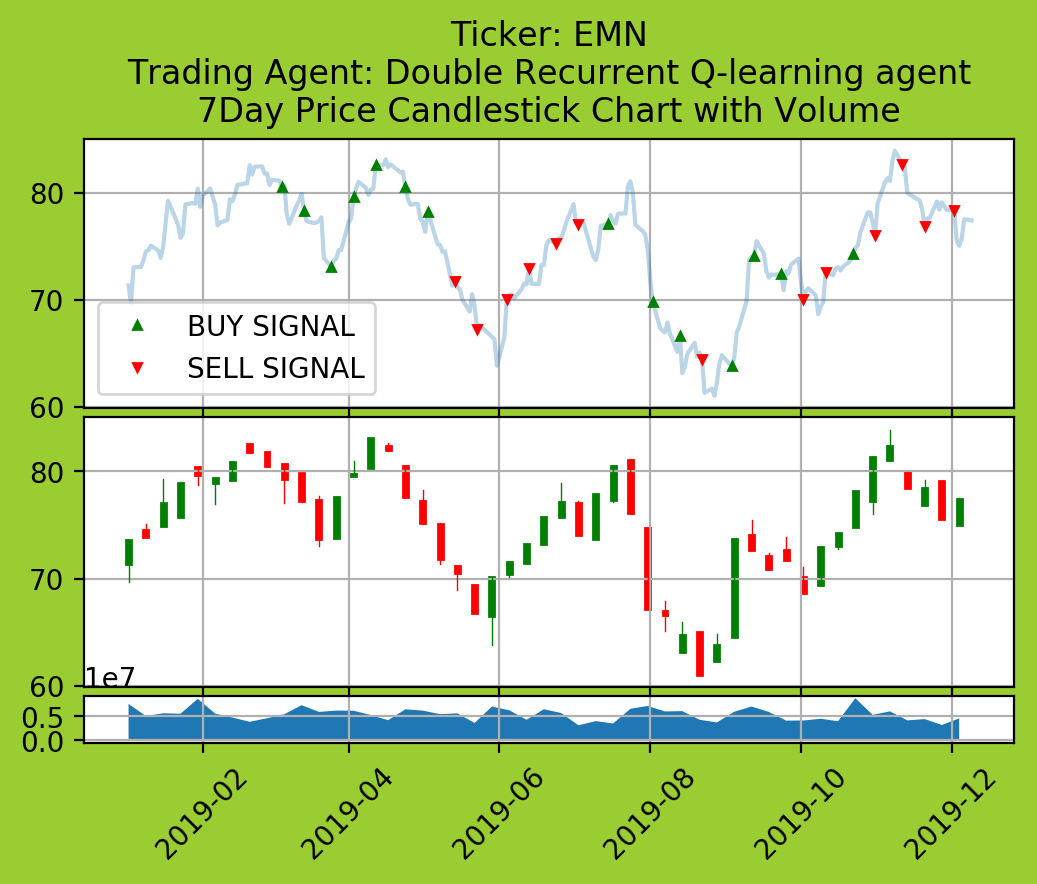 Ticker: EMN
Trading Agent: Double Recurrent Q-learning agent
7Day Price Candlestick Chart with Volume
80
70
60
BUY SIGNAL
SELL SIGNAL
80
70
60
1e7
0.5
0.0
2019-02
2019-04
2019-06
2019-08
2019-10
2019-12